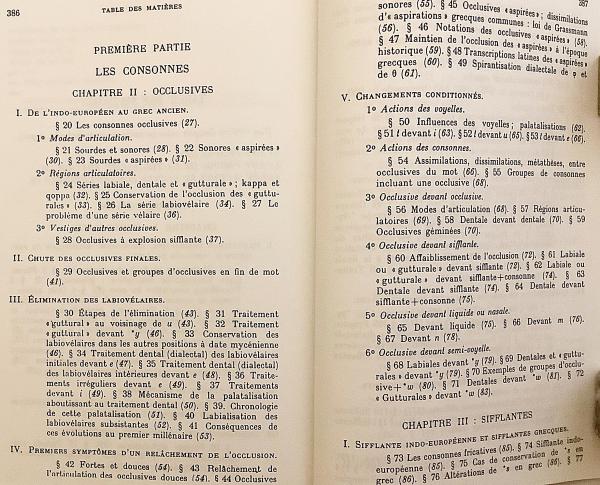 386
TABLE DES MATIÈRES
PREMIÈRE PARTIE
LES CONSONNES
CHAPITRE II : OCCLUSIVES
I. De l'indo-européen au grec ancien.
§ 20 Les consonnes occlusives (27).
1º Modes d'articulation.
§ 21 Sourdes et sonores (28). § 22 Sonores « aspirées »
(30). § 23 Sourdes « aspirées » (31).
2º Régions articulatoires.
§ 24 Séries labiale, dentale et « gutturale » ; kappa et
qoppa (32). § 25 Conservation de l'occlusion des « guttu-
rales » (33). § 26 La série labiovélaire (34). § 27 Le
problème d'une série vélaire (36).
3º Vestiges d'autres occlusives.
§ 28 Occlusives à explosion sifflante (37).
II. Chute des occlusives finales.
§ 29 Occlusives et groupes d'occlusives en fin de mot
(41).
III. Élimination des labiovélaires.
§ 30 Étapes de l'élimination (43). § 31 Traitement
« guttural » au voisinage de u (43). § 32 Traitement
« guttural » devant *y (46). § 33 Conservation des
labiovélaires dans les autres positions à date mycénienne
(46). § 34 Traitement dental (dialectal) des labiovélaires
initiales devant e (47). § 35 Traitement dental (dialectal)
des labiovélaires intérieures devant e (48). § 36 Traite-
ments irréguliers devant e (49). § 37 Traitements
devant i (49). § 38 Mécanisme de la palatalisation
aboutissant au traitement dental (50). § 39. Chronologie
de cette palatalisation (51). § 40 Labialisation des
labiovélaires subsistantes (52). § 41 Conséquences de
ces évolutions au premier millénaire (53).
IV. Premiers symptômes d'un relâchement de l'occlusion.
§ 42 Fortes et douces (54). § 43 Relâchement de
l'articulation des occlusives douces (54). § 44 Occlusives
387
sonores (55). § 45 Occlusives « aspirées » ; dissimilations
d'« aspirations » grecques communes : loi de Grassmann
(56). § 46 Notations des occlusives « aspirées » (58).
§ 47 Maintien de l'occlusion des « aspirées » à l'époque
historique (59). § 48 Transcriptions latines des « aspirées »
grecques (60). § 49 Spirantisation dialectale de φ et
de θ (61).
V. Changements conditionnés.
1º Actions des voyelles.
§ 50 Influences des voyelles ; palatalisations (62).
§ 51 t devant i (63). § 52 t devant u (65). § 53 t devant e (66).
2º Actions des consonnes.
§ 54 Assimilations, dissimilations, métathèses, entre
occlusives du mot (66). § 55 Groupes de consonnes
incluant une occlusive (68).
3º Occlusive devant occlusive.
§ 56 Modes d'articulation (68). § 57 Régions articu-
latoires (69). § 58 Dentale devant dentale (70). § 59
Occlusives géminées (70).
4º Occlusive devant sifflante.
§ 60 Affaiblissement de l'occlusion (72). § 61 Labiale
ou « gutturale » devant sifflante (72). § 62 Labiale ou
« gutturale » devant sifflante+consonne (74). § 63
Dentale devant sifflante (74). § 64 Dentale devant
sifflante+consonne (75).
5º Occlusive devant liquide ou nasale.
§ 65 Devant liquide (75). § 66 Devant m (76).
§ 67 Devant n (78).
6º Occlusive devant semi-voyelle.
§ 68 Labiales devant *y (79). § 69 Dentales et « guttu-
rales » devant *y (79). § 70 Exemples de groupes d'occlu-
sive+*w (80). § 71 Dentales devant *w (81). § 72
« Gutturales » devant *w (83).
CHAPITRE III : SIFFLANTES
I. Sifflante indo-européenne et sifflantes grecques.
§ 73 Les consonnes fricatives (85). § 74 Sifflante indo-
européenne (85). § 75 Cas de conservation de *s en
grec (86). § 76 Altérations de *s en grec (86). § 77